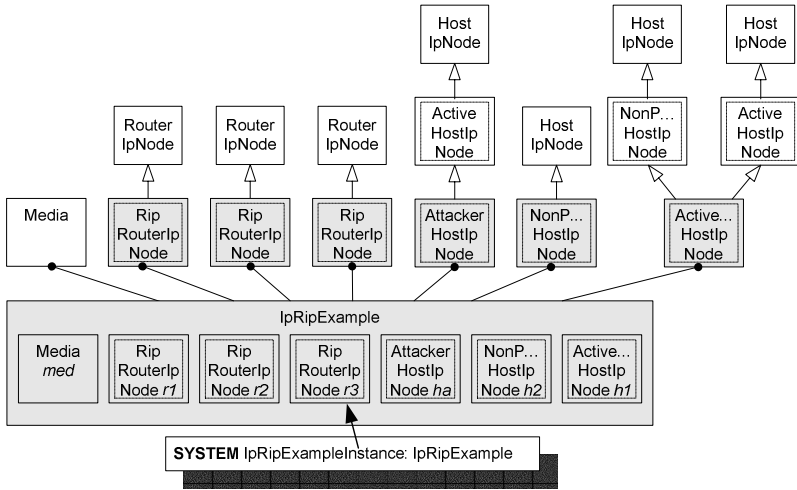 Host
IpNode
Host
IpNode
Host
IpNode
Active
HostIp
Node
NonP...
HostIp
Node
Active
HostIp
Node
Router
IpNode
Router
IpNode
Router
IpNode
Host
IpNode
Media
Rip
RouterIp
Node
Rip
RouterIp
Node
Rip
RouterIp
Node
Attacker
HostIp
Node
NonP...
HostIp
Node
Active...
HostIp
Node
IpRipExample
Media
med
Rip
RouterIp
Node r1
Rip
RouterIp
Node r2
Rip
RouterIp
Node r3
Attacker
HostIp
Node ha
NonP...
HostIp
Node h2
Active...
HostIp
Node h1
SYSTEM IpRipExampleInstance: IpRipExample